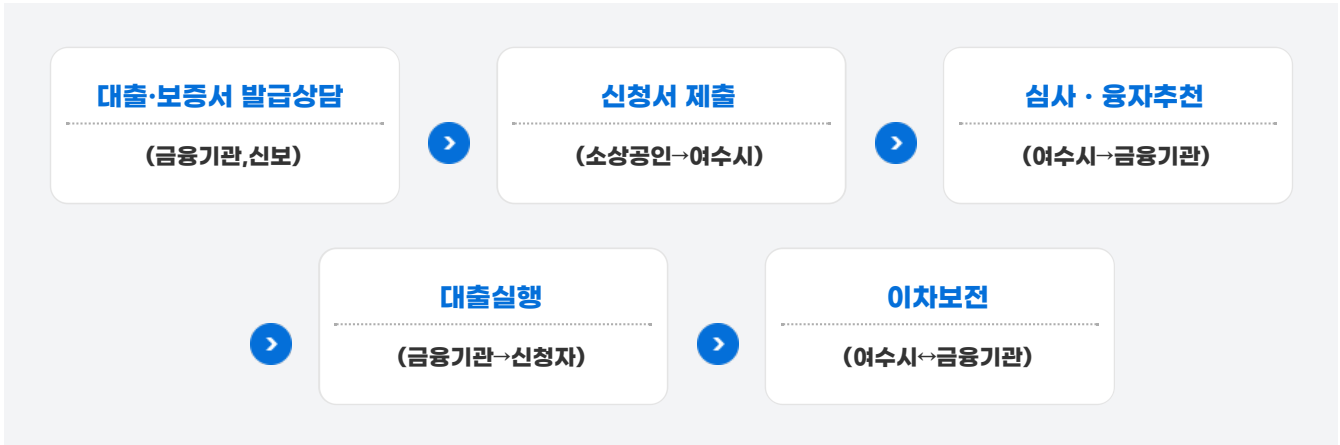 대출·보증서 발급상담
(금융기관,신보)
신청서 제출
(소상공인→여수시)
심사 · 융자추천
(여수시→금융기관)
대출실행
(금융기관→신청자)
이차보전
(여수시↔금융기관)